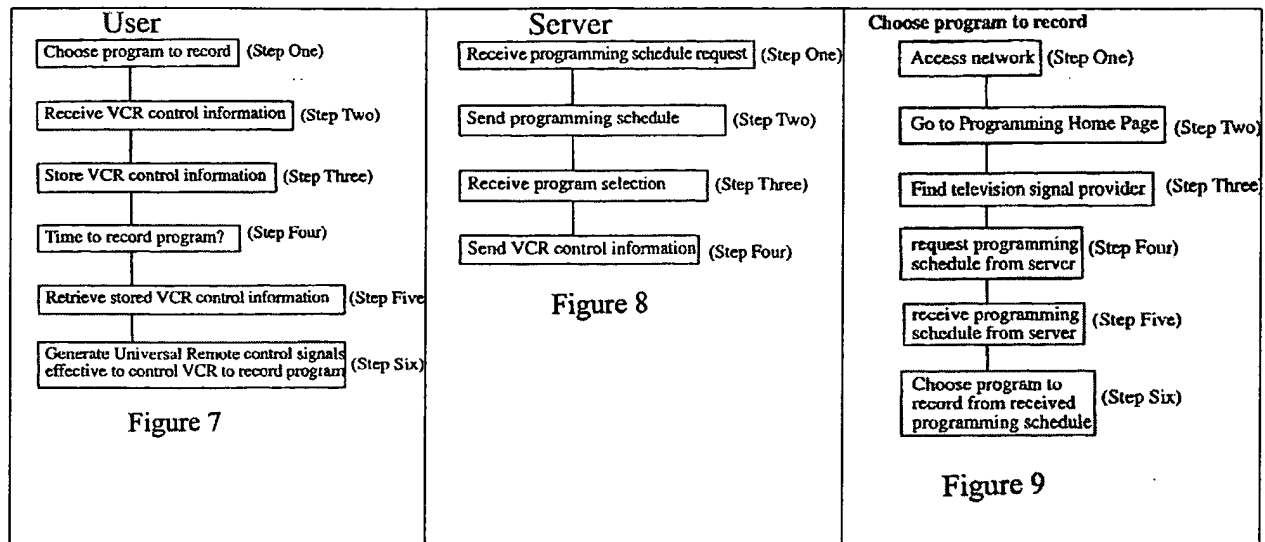 User
Choose program to record (Step One)
Receive VCR control information (Step Two)
Store VCR control information (Step Three)
Time to record program? (Step Four)
Retrieve stored VCR control information (Step Five
Generate Universal Remote control signals
effective to control VCR to record program (Step Six)
Figure 7
Server
Receive programming schedule request (Step One)
Send programming schedule (Step Two)
Receive program selection (Step Three)
Send VCR control information (Step Four)
Figure 8
Choose program to record
Access network (Step One)
Go to Programming Home Page (Step Two)
Find television signal provider (Step Three
request programming
schedule from server (Step Four)
receive programming
schedule from server (Step Five)
Choose program to
record from received
programming schedule (Step Six)
Figure 9